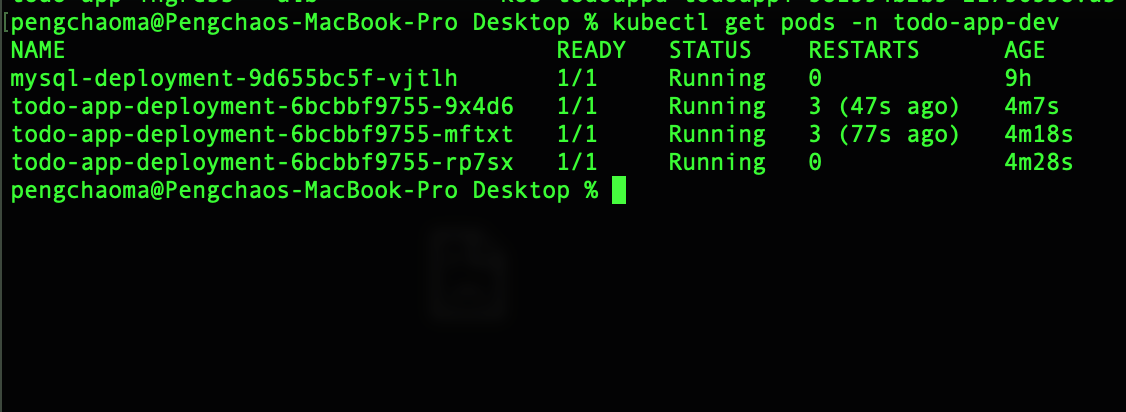 pengchaoma@Pengchaos-MacBook-Pro Desktop % kubectl get pods -n todo-app-dev
NAME READY STATUS RESTARTS AGE
mysql-deployment-9d655bc5f-vjtlh 1/1 Running 0 9h
todo-app-deployment-6bcbbf9755-9x4d6 1/1 Running 3 (47s ago) 4m7s
todo-app-deployment-6bcbbf9755-mftxt 1/1 Running 3 (77s ago) 4m18s
todo-app-deployment-6bcbbf9755-rp7sx 1/1 Running 0 4m28s
pengchaoma@Pengchaos-MacBook-Pro Desktop %